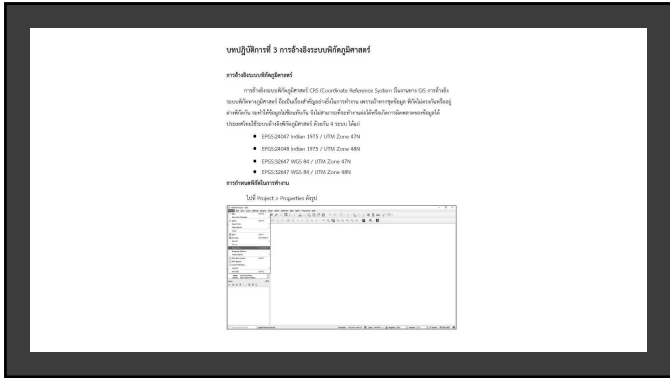 บทปฏิบัติการที่ 3 การอ้างอิงระบบพิกัดภูมิศาสตร์
การอ้างอิงระบบพิกัดภูมิศาสตร์
การอ้างอิงระบบพิกัดภูมิศาสตร์ CRS (Coordinate Reference System ในงานทาง GIS การอ้างอิง
ระบบพิกัดทางภูมิศาสตร์ ถือเป็นเรื่องสำคัญอย่างยิ่งในการทำงาน เพราะถ้าหากชุดข้อมูล พิกัดไม่ตรงกันหรืออยู่
ต่างพิกัดกัน จะทำให้ข้อมูลไม่ซ้อนทับกัน จึงไม่สามารถที่จะทำงานต่อได้หรือเกิดการผิดพลาดของข้อมูลได้
ประเทศไทยใช้ระบบอ้างอิงพิกัดภูมิศาสตร์ ด้วยกัน 4 ระบบ ได้แก่
● EPSG:24047 Indian 1975 / UTM Zone 47N
● EPSG:24048 Indian 1975 / UTM Zone 48N
● EPSG:32647 WGS 84 / UTM Zone 47N
● EPSG:32647 WGS 84 / UTM Zone 48N
การกำหนดพิกัดในการทำงาน
ไปที่ Project > Properties ดังรูป